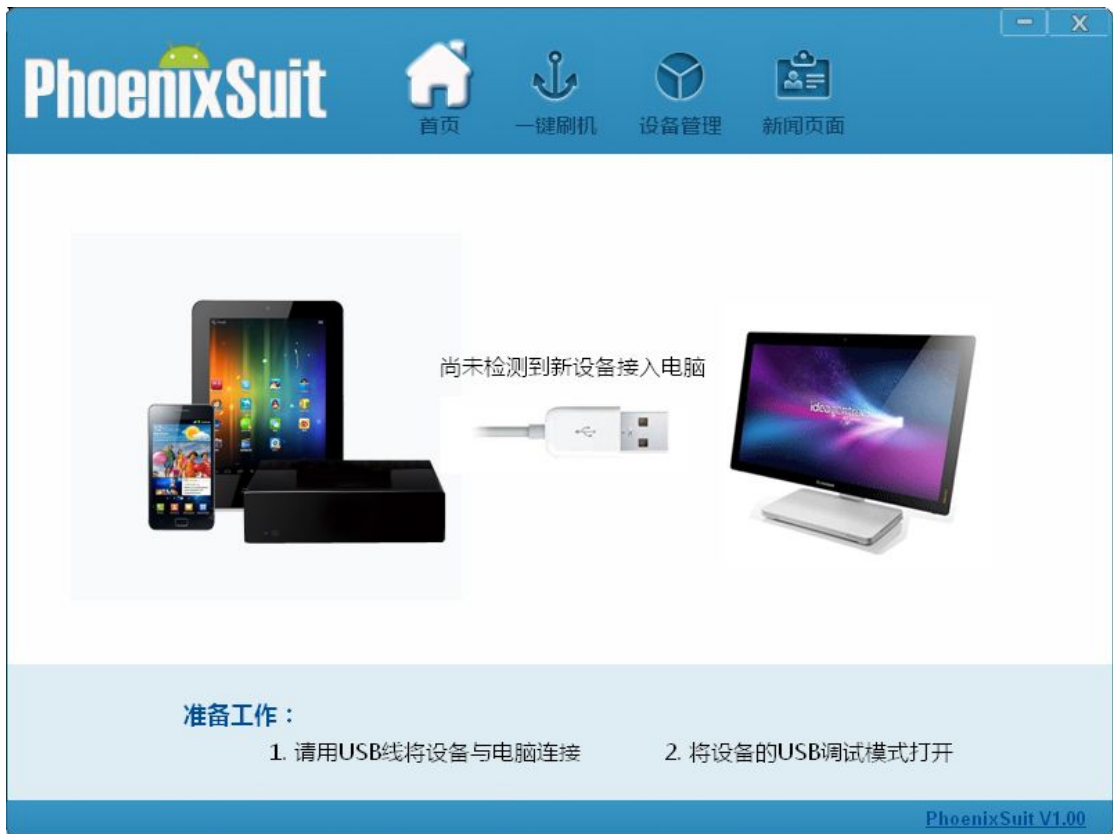 PhoenixSuit
首页
一键刷机
设备管理
新闻页面
尚未检测到新设备接入电脑
准备工作：
1. 请用USB线将设备与电脑连接
2. 将设备的USB调试模式打开
PhoenixSuit V1.00